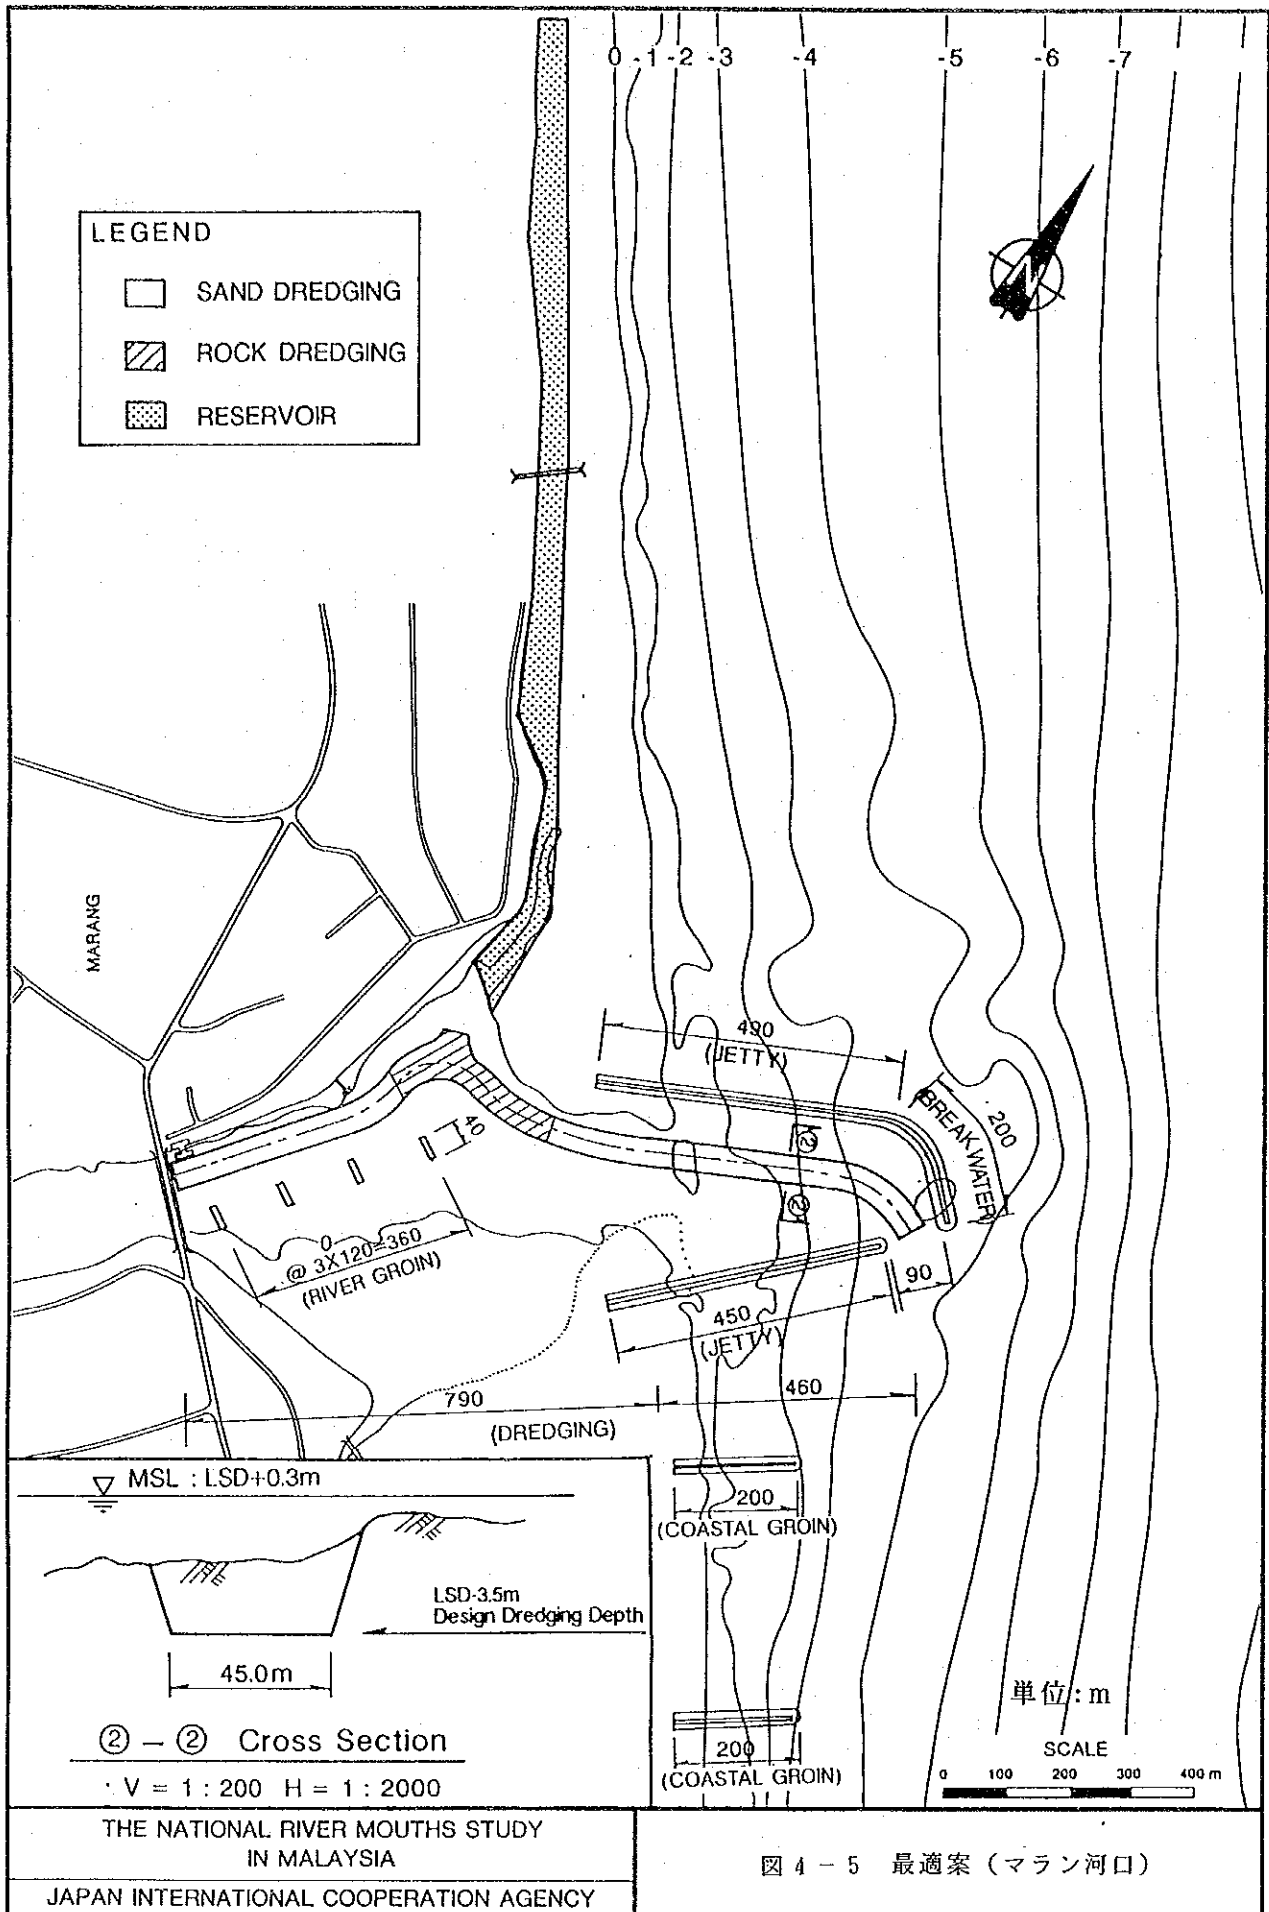 0 -1 -2 -3 -4 -5 -6 -7
LEGEND
SAND DREDGING
ROCK DREDGING
RESERVOIR
MARANG
490
(JETTY)
200
BREAKWATER)
40
②
②
0
@ 3X120=360
(RIVER GROIN)
90
450
(JETTY)
790
460
(DREDGING)
MSL : LSD+0.3m
200
(COASTAL GROIN)
LSD-3.5m
Design Dredging Depth
45.0m
単位:m
② - ② Cross Section
200
(COASTAL GROIN)
SCALE
0 100 200 300 400 m
V = 1 : 200 H = 1 : 2000
THE NATIONAL RIVER MOUTHS STUDY
IN MALAYSIA
JAPAN INTERNATIONAL COOPERATION AGENCY
図 4 - 5 最適案 (マラン河口)